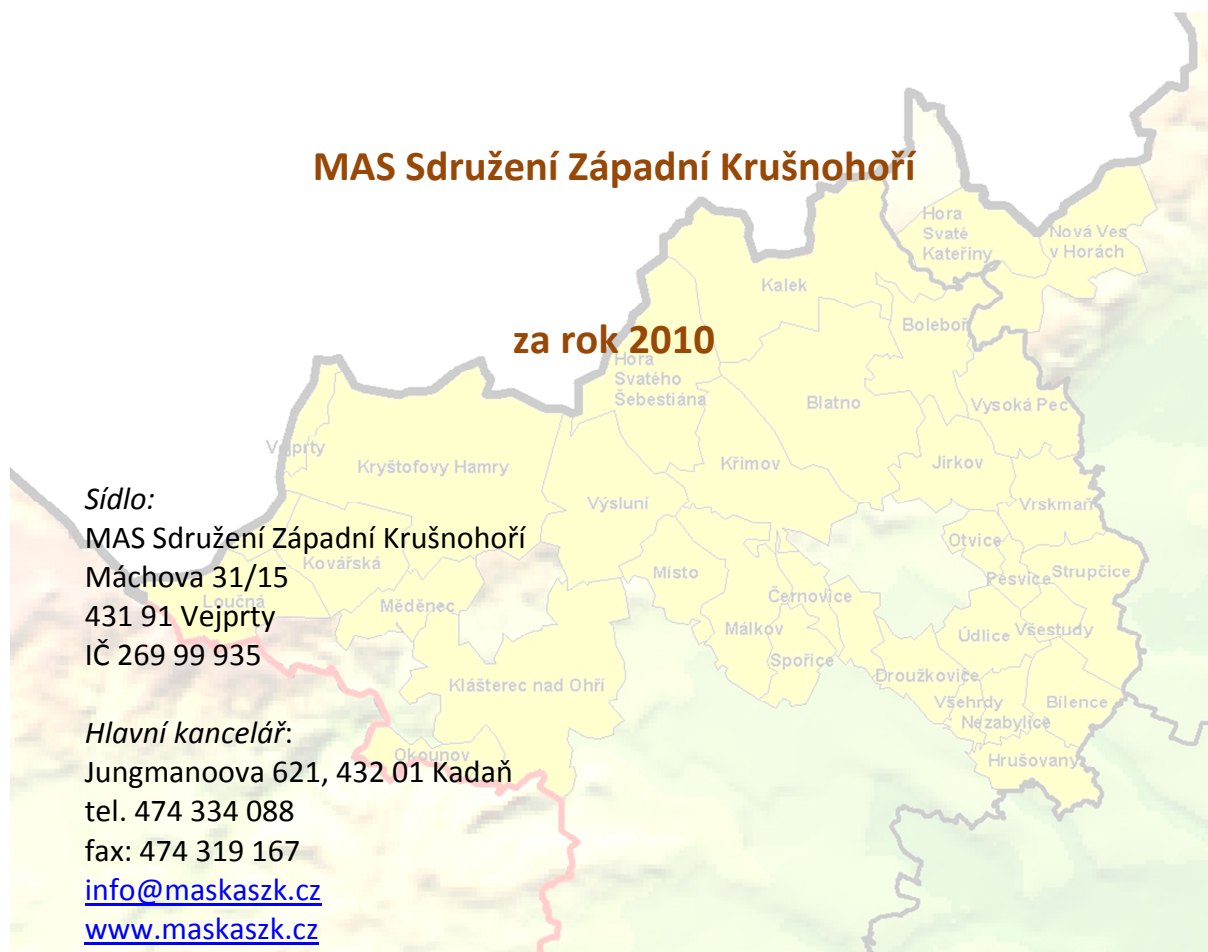 MAS Sdružení Západní Krušnohoří
Hora
Svaté
Kateřiny
Nová Ves
v Horách
Kalek
Boleboř
za rok 2010
Hora
Svatého
Šebestiána
Blatno
Vysoká Pec
Vejprty
Kryštofovy Hamry
Křimov
Jirkov
Výsluní
Vrskmaň
Sídlo:
MAS Sdružení Západní Krušnohoří
Otvice
Kovářská
Místo
Pesvice
Strupčice
Máchova 31/15
Loučná
Měděnec
Černovice
431 91 Vejprty
Málkov
Údlice
Všestudy
IČ 269 99 935
Spořice
Droužkovice
Klášterec nad Ohří
Všehrdy
Bílence
Nezabylice
Hlavní kancelář:
Okounov
Hrušovany
Jungmanoova 621, 432 01 Kadaň
tel. 474 334 088
fax: 474 319 167
info@maskaszk.cz
www.maskaszk.cz